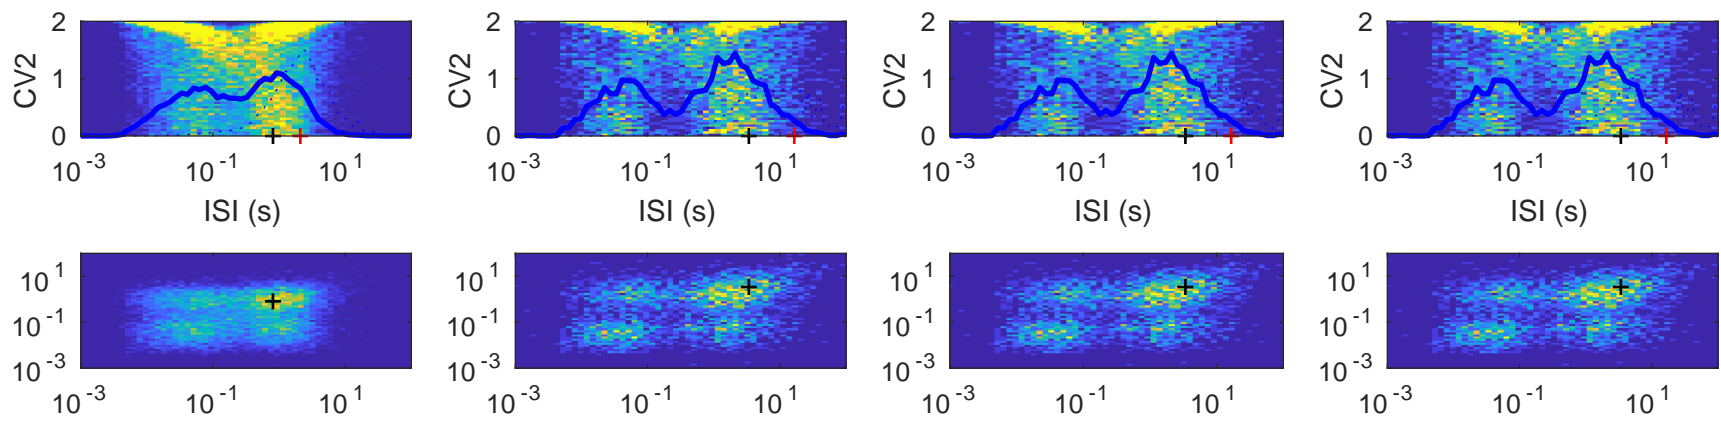 2 2 2 2
CV2 1 CV2 1 CV2 1 CV2 1
0 0 0 0
10^-3 10^-1 10^1 10^-3 10^-1 10^1 10^-3 10^-1 10^1 10^-3 10^-1 10^1
ISI (s) ISI (s) ISI (s) ISI (s)
10^1 10^1 10^1 10^1
10^-1 10^-1 10^-1 10^-1
10^-3 10^-3 10^-3 10^-3
10^-3 10^-1 10^1 10^-3 10^-1 10^1 10^-3 10^-1 10^1 10^-3 10^-1 10^1